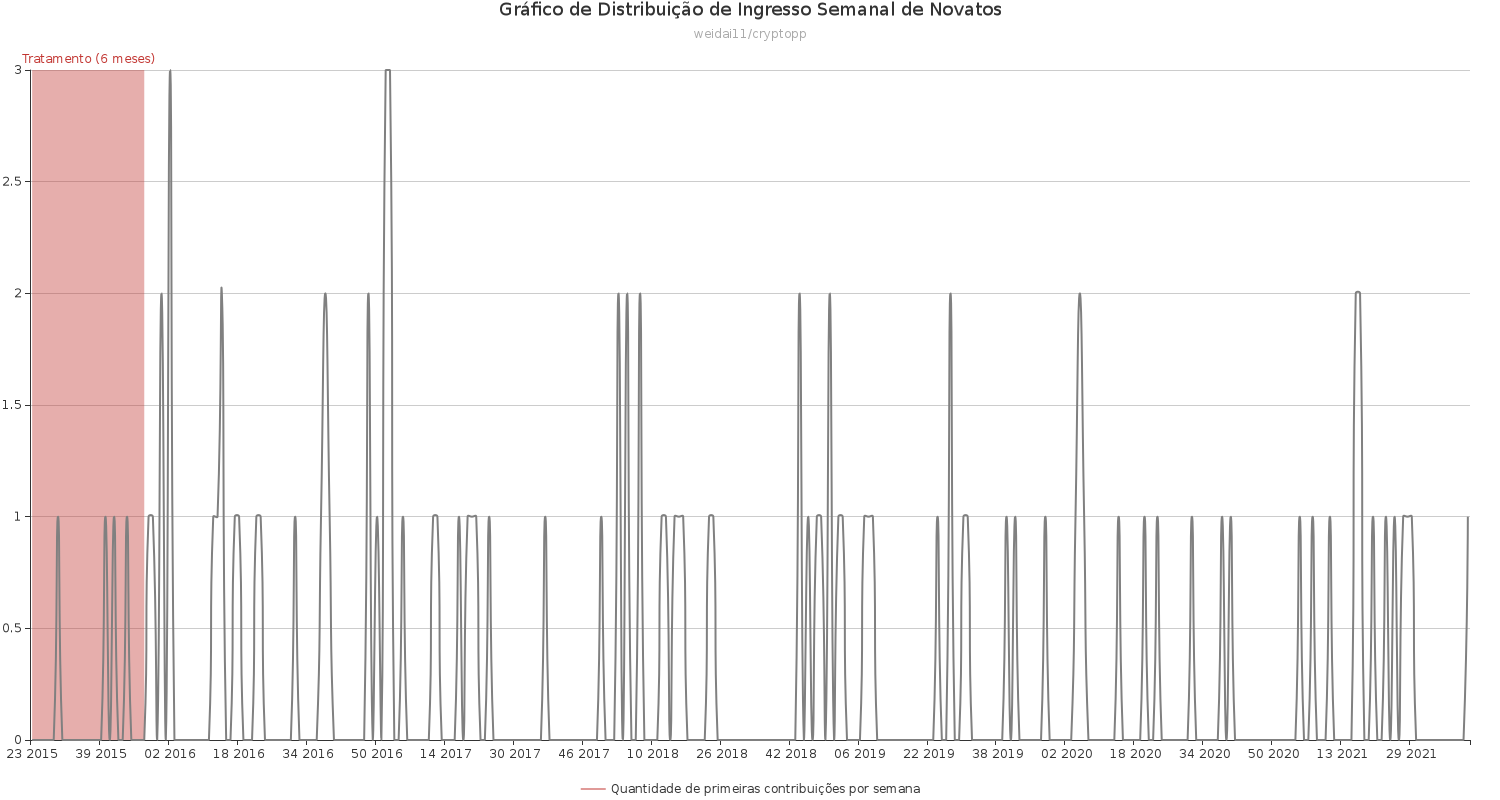 Gráfico de Distribuição de Ingresso Semanal de Novatos
weidai11/cryptopp
Tratamento (6 meses)
3
2.5
2
1.5
1
0.5
0
23 2015 39 2015 02 2016 18 2016 34 2016 50 2016 14 2017 30 2017 46 2017 10 2018 26 2018 42 2018 06 2019 22 2019 38 2019 02 2020 18 2020 34 2020 50 2020 13 2021 29 2021
Quantidade de primeiras contribuições por semana